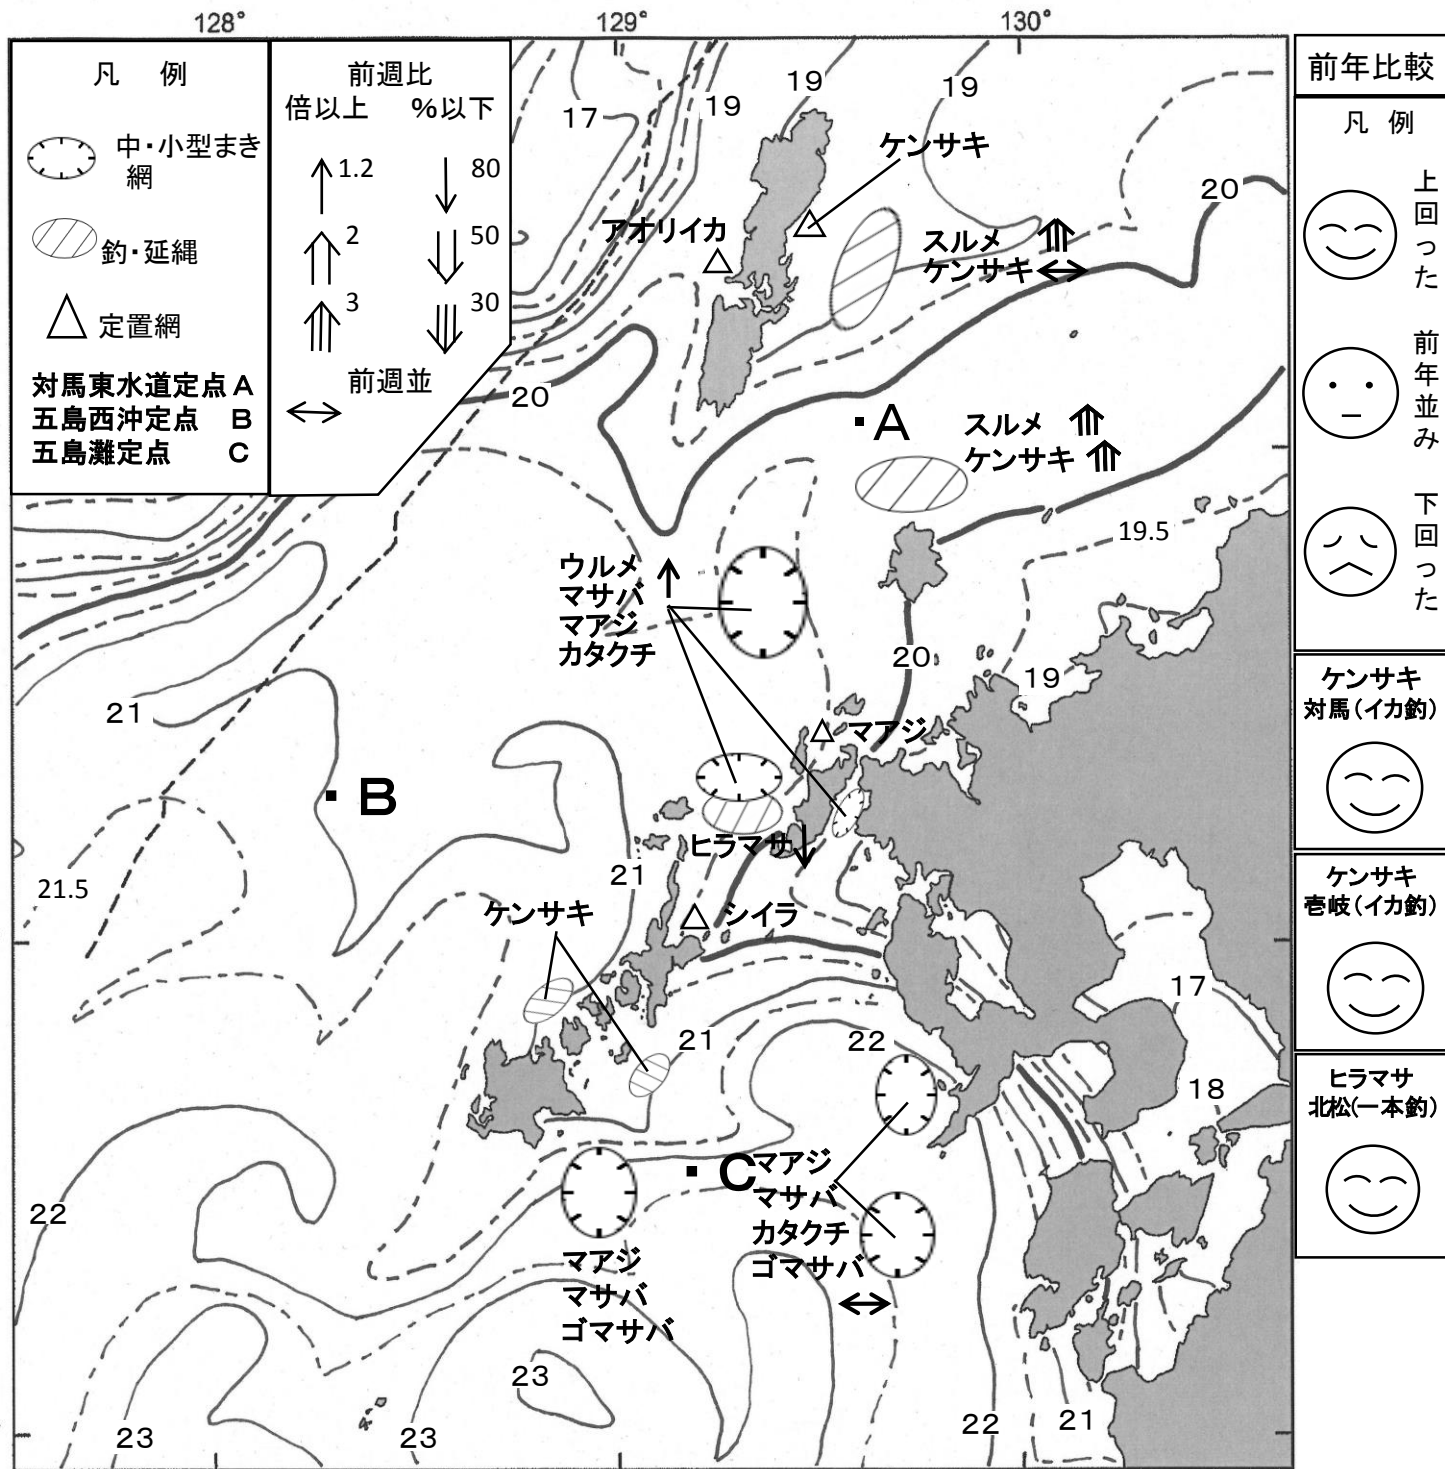 128°
129°
130°
凡 例
中・小型まき
網
釣・延縄
定置網
対馬東水道定点 A
五島西沖定点 B
五島灘定点 C
前週比
倍以上 %以下
1.2 80
2 50
3 30
前週並
前年比較
凡 例
上回った
前年並み
下回った
ケンサキ
対馬(イカ釣)
ケンサキ
壱岐(イカ釣)
ヒラマサ
北松(一本釣)
17
19
19
19
20
ケンサキ
アオリイカ
スルメ
ケンサキ
20
A
スルメ
ケンサキ
19.5
ウルメ
マサバ
マアジ
カタクチ
20
19
21
マアジ
B
ヒラマサ
21
21.5
ケンサキ
シイラ
17
21
22
18
C
マアジ
マサバ
カタクチ
ゴマサバ
22
マアジ
マサバ
ゴマサバ
23
23
23
22
21